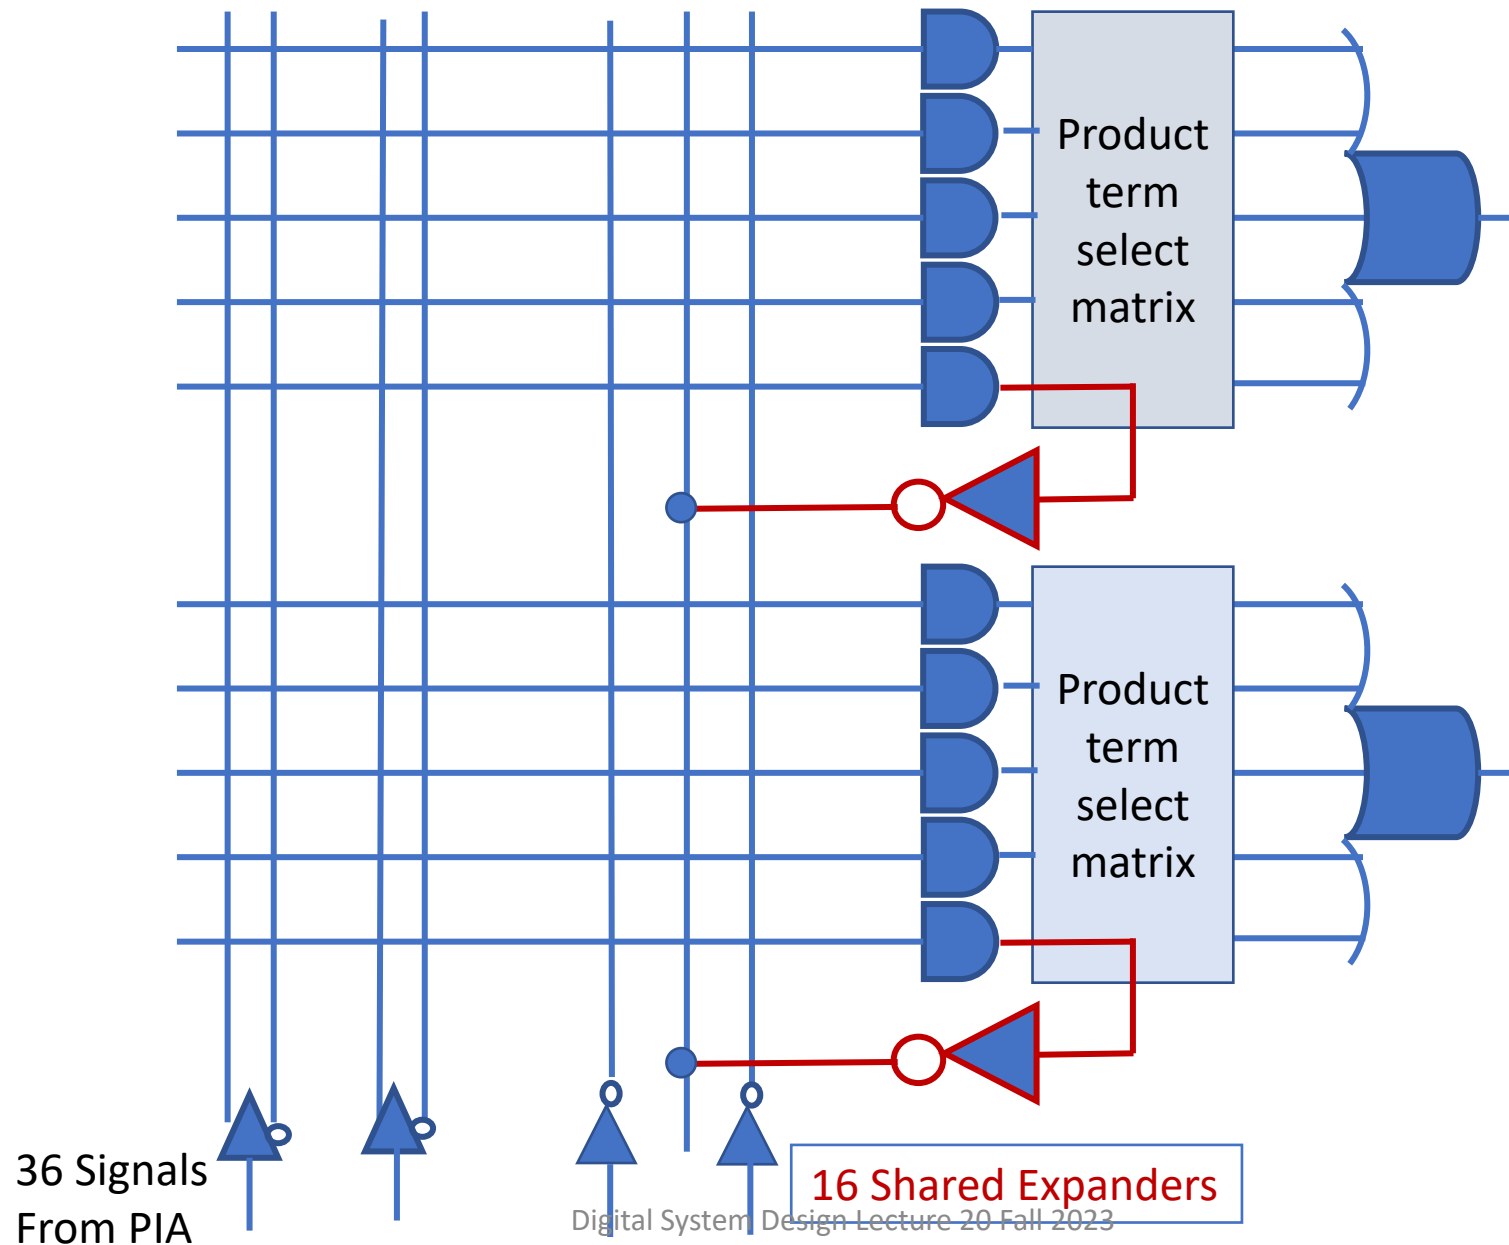 Product
term
select
matrix
Product
term
select
matrix
36 Signals
From PIA
16 Shared Expanders
Digital System Design Lecture 20 Fall 2023